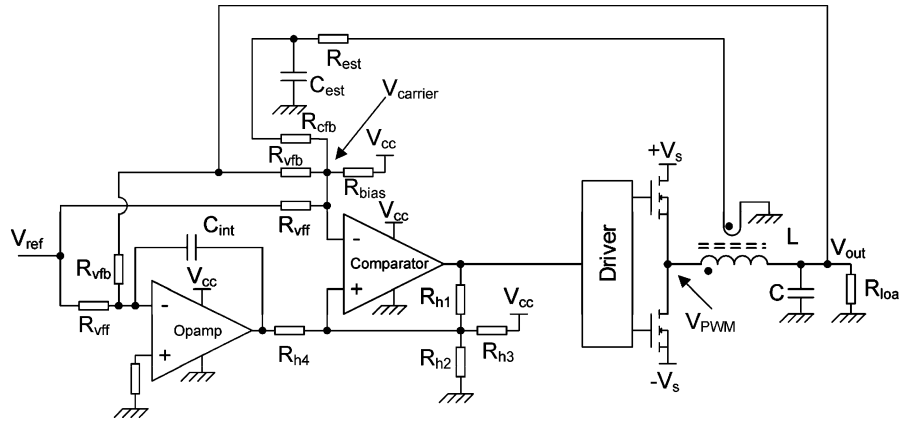 R_est
C_est
V_carrier
R_cfb
V_cc
R_vfb
+V_s
R_bias
V_cc
R_vff
C_int
V_ref
Driver
L
V_out
-
Comparator
R_vfb
V_cc
+
R_h1
V_cc
C
R_loa
R_vff
-
Opamp
V_PWM
+
R_h4
R_h2
R_h3
-V_s